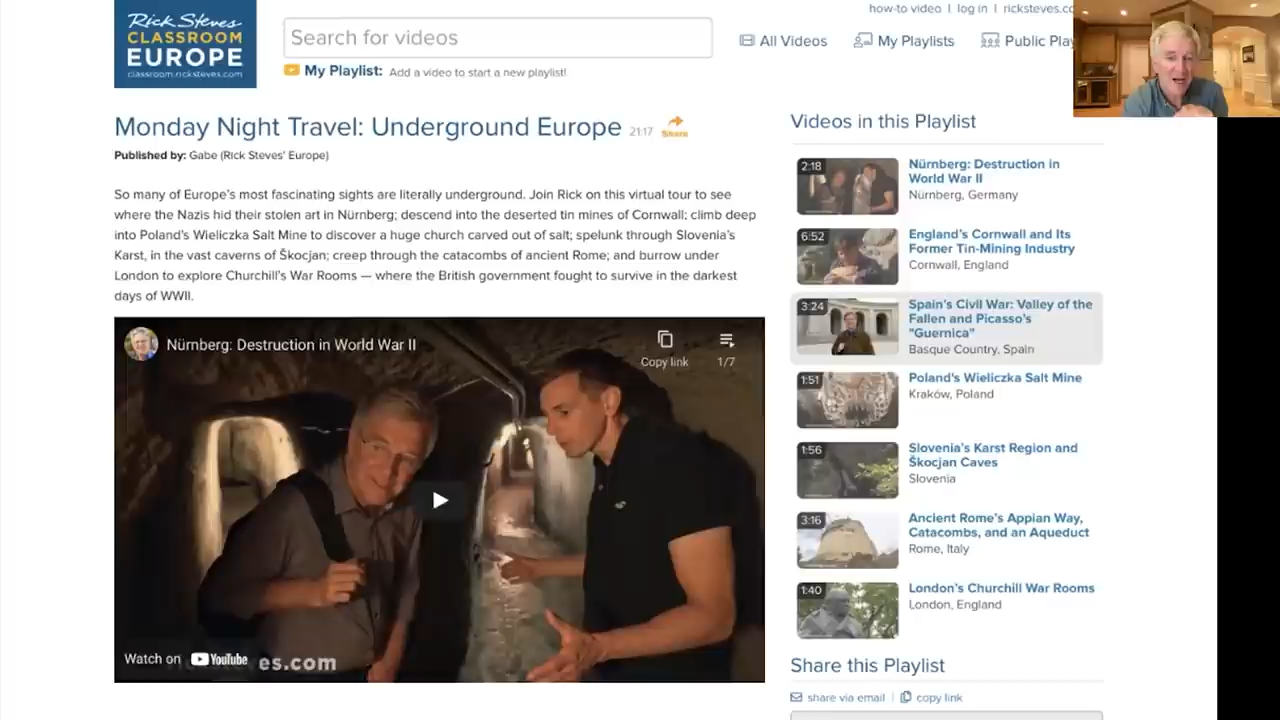 how-to video | log in | ricksteves.co
Rick Steves
CLASSROOM
EUROPE
classroom.ricksteves.com
Search for videos
All Videos
My Playlists
Public Play
My Playlist: Add a video to start a new playlist!
Monday Night Travel: Underground Europe 21:17 Share
Published by: Gabe (Rick Steves' Europe)
So many of Europe's most fascinating sights are literally underground. Join Rick on this virtual tour to see
where the Nazis hid their stolen art in Nürnberg; descend into the deserted tin mines of Cornwall; climb deep
into Poland's Wieliczka Salt Mine to discover a huge church carved out of salt; spelunk through Slovenia's
Karst, in the vast caverns of Škocjan; creep through the catacombs of ancient Rome; and burrow under
London to explore Churchill's War Rooms — where the British government fought to survive in the darkest
days of WWII.
Nürnberg: Destruction in World War II
Copy link
1/7
Watch on YouTube
es.com
Videos in this Playlist
2:18
Nürnberg: Destruction in
World War II
Nürnberg, Germany
6:52
England's Cornwall and Its
Former Tin-Mining Industry
Cornwall, England
3:24
Spain's Civil War: Valley of the
Fallen and Picasso's
"Guernica"
Basque Country, Spain
1:51
Poland's Wieliczka Salt Mine
Kraków, Poland
1:56
Slovenia's Karst Region and
Škocjan Caves
Slovenia
3:16
Ancient Rome's Appian Way,
Catacombs, and an Aqueduct
Rome, Italy
1:40
London's Churchill War Rooms
London, England
Share this Playlist
share via email | copy link